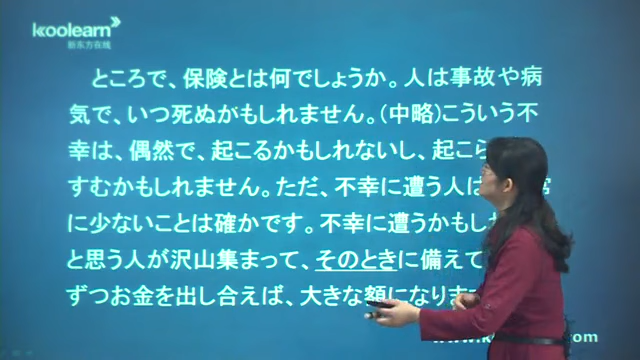 koolearn
新东方在线
ところで、保険とは何でしょうか。人は事故や病
気で、いつ死ぬがもしれません。(中略)こういう不
幸は、偶然で、起こるかもしれないし、起こら
すむかもしれません。ただ、不幸に遭う人は
に少ないことは確かです。不幸に遭うかもし
と思う人が沢山集まって、そのときに備えて
ずつお金を出し合えば、大きな額になります